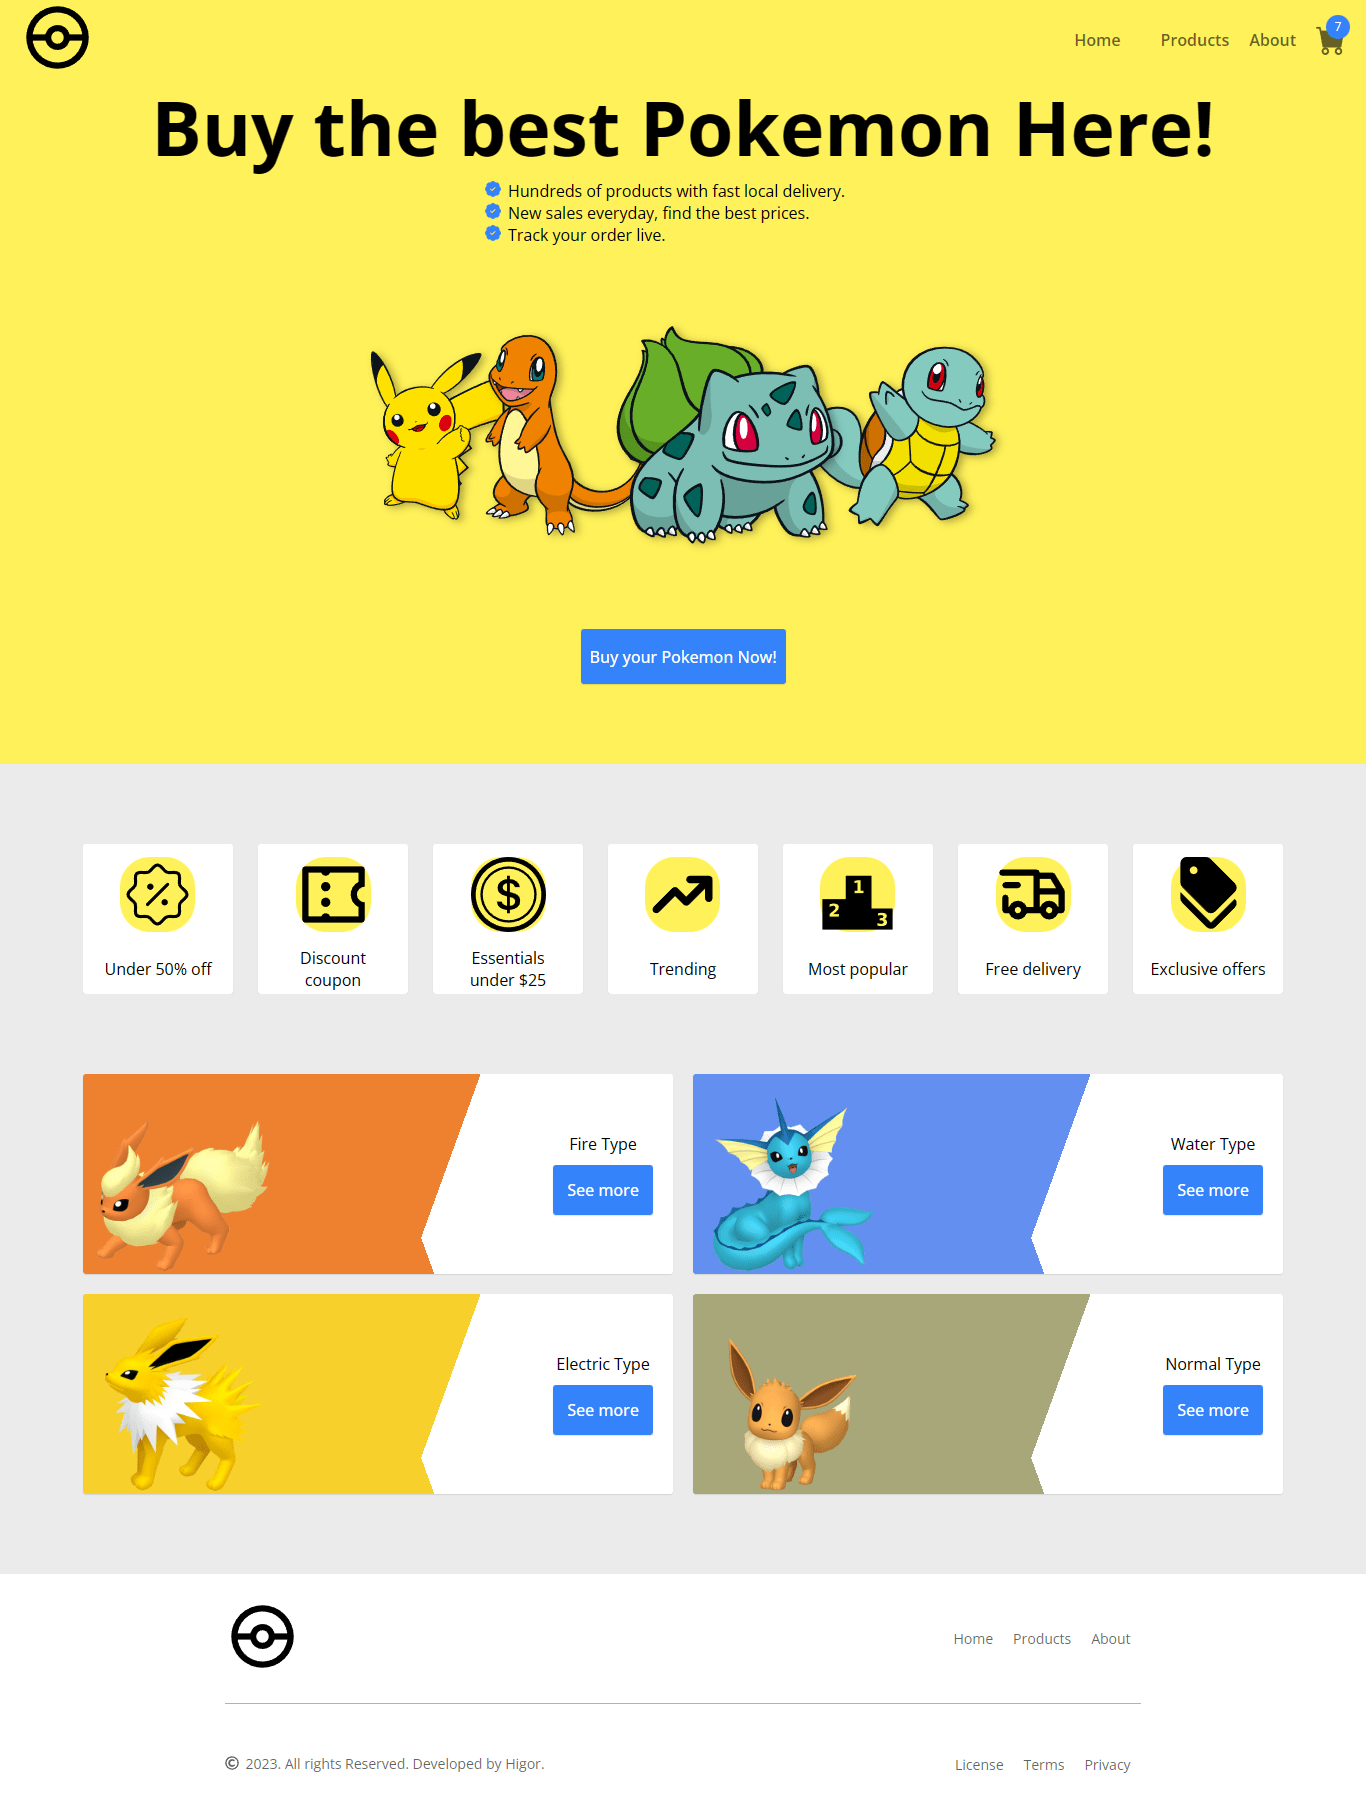 Home Products About 7
Buy the best Pokemon Here!
Hundreds of products with fast local delivery.
New sales everyday, find the best prices.
Track your order live.
Buy your Pokemon Now!
Under 50% off
Discount
coupon
$
Essentials
under $25
Trending
1
2
3
Most popular
Free delivery
Exclusive offers
Fire Type
See more
Water Type
See more
Electric Type
See more
Normal Type
See more
Home Products About
© 2023. All rights Reserved. Developed by Higor.
License Terms Privacy